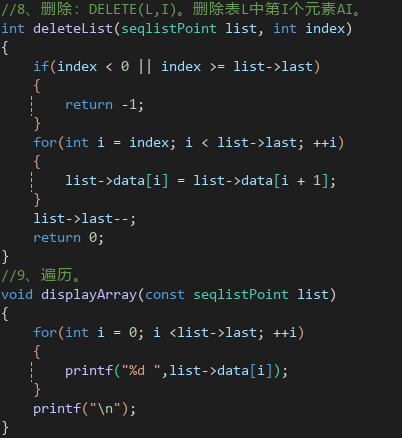 //8、删除: DELETE(L,I)。删除表L中第I个元素AI。
int deleteList(seqlistPoint list, int index)
{
    if(index < 0 || index >= list->last)
    {
        return -1;
    }
    for(int i = index; i < list->last; ++i)
    {
        list->data[i] = list->data[i + 1];
    }
    list->last--;
    return 0;
}
//9、遍历。
void displayArray(const seqlistPoint list)
{
    for(int i = 0; i <list->last; ++i)
    {
        printf("%d ",list->data[i]);
    }
    printf("\n");
}